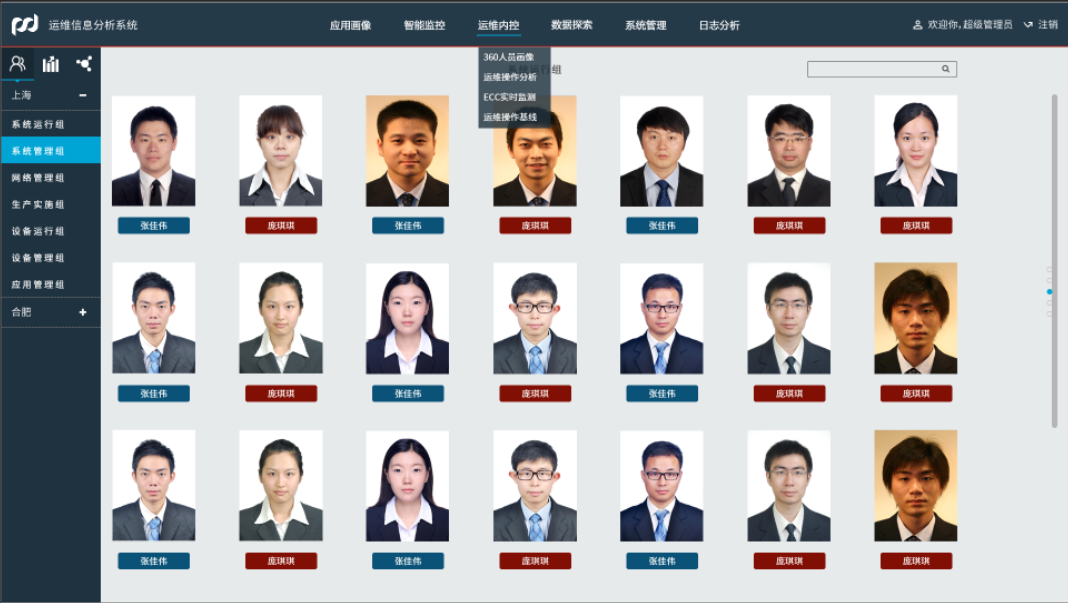 运维信息分析系统
应用画像 智能监控 运维内控 数据探索 系统管理 日志分析
欢迎你,超级管理员 注销
360人员画像
运维操作分析
ECC实时监测
运维操作基线
系统运行组
上海
系统运行组
系统管理组
网络管理组
生产实施组
设备运行组
设备管理组
应用管理组
合肥
张佳伟 庞琪琪 张佳伟 庞琪琪 张佳伟 庞琪琪 庞琪琪
张佳伟 庞琪琪 张佳伟 庞琪琪 张佳伟 庞琪琪 庞琪琪
张佳伟 庞琪琪 张佳伟 庞琪琪 张佳伟 庞琪琪 庞琪琪